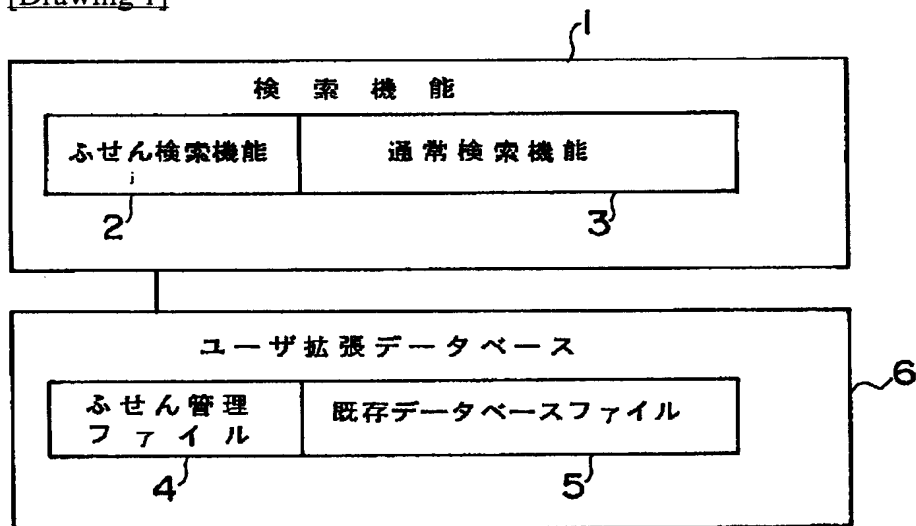 [Drawing 1]
1
検索機能
ふせん検索機能 通常検索機能
2 3
ユーザ拡張データベース
6
ふせん管理
ファイル
既存データベースファイル
4 5